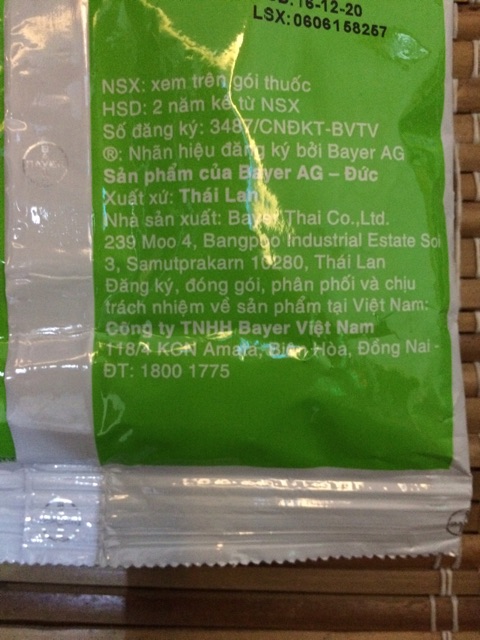 16-12-20
LSX: 0606158257
NSX: xem trên gói thuốc
HSD: 2 năm kể từ NSX
Số đăng ký: 3487/CNĐKT-BVTV
®: Nhãn hiệu đăng ký bởi Bayer AG
Sản phẩm của Bayer AG – Đức
Xuất xứ: Thái Lan
Nhà sản xuất: Bayer Thai Co.,Ltd.
239 Moo 4, Bangpoo Industrial Estate Soi
3, Samutprakarn 10280, Thái Lan
Đăng ký, đóng gói, phân phối và chịu
trách nhiệm về sản phẩm tại Việt Nam:
Công ty TNHH Bayer Việt Nam
118/4 KCN Amata, Biên Hòa, Đồng Nai -
ĐT: 1800 1775
BAYER